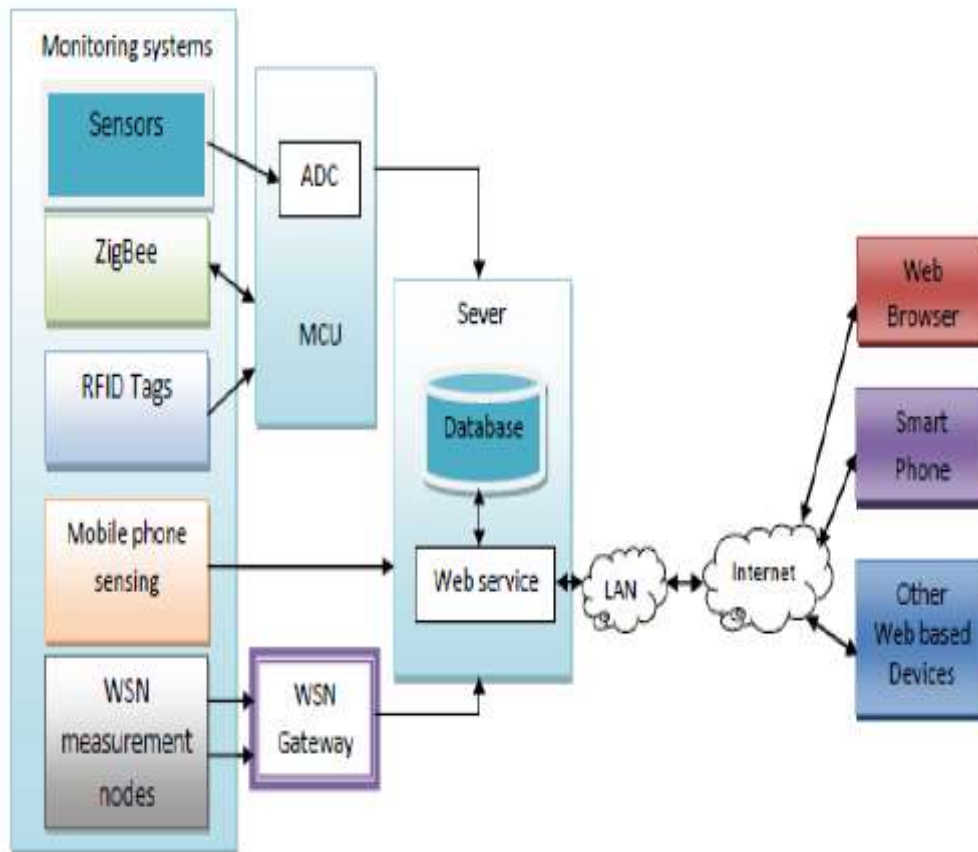 Monitoring systems
Sensors
ZigBee
RFID Tags
Mobile phone
sensing
WSN
measurement
nodes
ADC
MCU
WSN
Gateway
Sever
Database
Web service
LAN
Internet
Web
Browser
Smart
Phone
Other
Web based
Devices